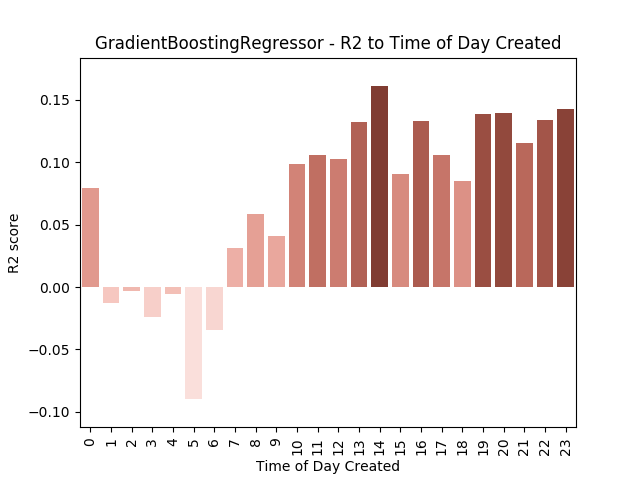 GradientBoostingRegressor - R2 to Time of Day Created
R2 score
0.15
0.10
0.05
0.00
−0.05
−0.10
0 1 2 3 4 5 6 7 8 9 10 11 12 13 14 15 16 17 18 19 20 21 22 23
Time of Day Created